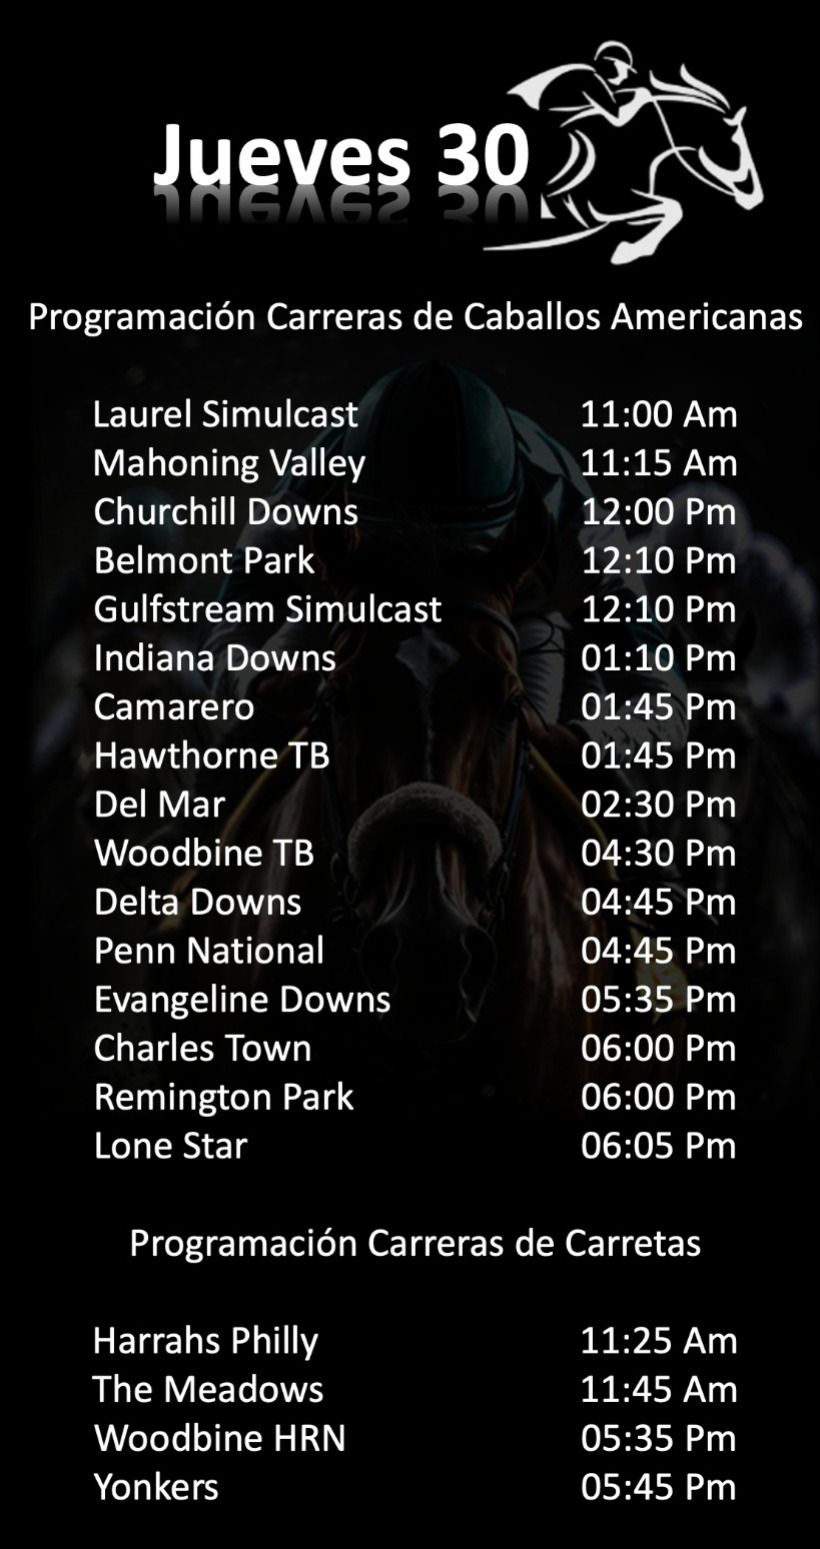 Jueves 30
Programación Carreras de Caballos Americanas
Laurel Simulcast 11:00 Am
Mahoning Valley 11:15 Am
Churchill Downs 12:00 Pm
Belmont Park 12:10 Pm
Gulfstream Simulcast 12:10 Pm
Indiana Downs 01:10 Pm
Camarero 01:45 Pm
Hawthorne TB 01:45 Pm
Del Mar 02:30 Pm
Woodbine TB 04:30 Pm
Delta Downs 04:45 Pm
Penn National 04:45 Pm
Evangeline Downs 05:35 Pm
Charles Town 06:00 Pm
Remington Park 06:00 Pm
Lone Star 06:05 Pm
Programación Carreras de Carretas
Harrahs Philly 11:25 Am
The Meadows 11:45 Am
Woodbine HRN 05:35 Pm
Yonkers 05:45 Pm